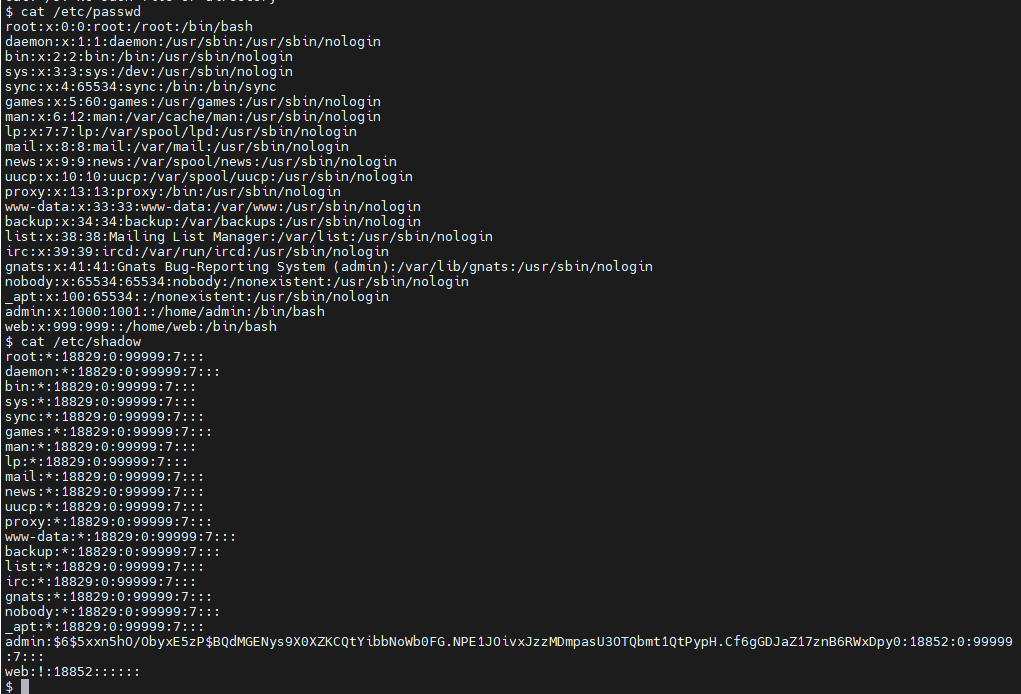 $ cat /etc/passwd
root:x:0:0:root:/root:/bin/bash
daemon:x:1:1:daemon:/usr/sbin:/usr/sbin/nologin
bin:x:2:2:bin:/bin:/usr/sbin/nologin
sys:x:3:3:sys:/dev:/usr/sbin/nologin
sync:x:4:65534:sync:/bin:/bin/sync
games:x:5:60:games:/usr/games:/usr/sbin/nologin
man:x:6:12:man:/var/cache/man:/usr/sbin/nologin
lp:x:7:7:lp:/var/spool/lpd:/usr/sbin/nologin
mail:x:8:8:mail:/var/mail:/usr/sbin/nologin
news:x:9:9:news:/var/spool/news:/usr/sbin/nologin
uucp:x:10:10:uucp:/var/spool/uucp:/usr/sbin/nologin
proxy:x:13:13:proxy:/bin:/usr/sbin/nologin
www-data:x:33:33:www-data:/var/www:/usr/sbin/nologin
backup:x:34:34:backup:/var/backups:/usr/sbin/nologin
list:x:38:38:Mailing List Manager:/var/list:/usr/sbin/nologin
irc:x:39:39:ircd:/var/run/ircd:/usr/sbin/nologin
gnats:x:41:41:Gnats Bug-Reporting System (admin):/var/lib/gnats:/usr/sbin/nologin
nobody:x:65534:65534:nobody:/nonexistent:/usr/sbin/nologin
_apt:x:100:65534::/nonexistent:/usr/sbin/nologin
admin:x:1000:1001::/home/admin:/bin/bash
web:x:999:999::/home/web:/bin/bash
$ cat /etc/shadow
root:*:18829:0:99999:7:::
daemon:*:18829:0:99999:7:::
bin:*:18829:0:99999:7:::
sys:*:18829:0:99999:7:::
sync:*:18829:0:99999:7:::
games:*:18829:0:99999:7:::
man:*:18829:0:99999:7:::
lp:*:18829:0:99999:7:::
mail:*:18829:0:99999:7:::
news:*:18829:0:99999:7:::
uucp:*:18829:0:99999:7:::
proxy:*:18829:0:99999:7:::
www-data:*:18829:0:99999:7:::
backup:*:18829:0:99999:7:::
list:*:18829:0:99999:7:::
irc:*:18829:0:99999:7:::
gnats:*:18829:0:99999:7:::
nobody:*:18829:0:99999:7:::
_apt:*:18829:0:99999:7:::
admin:$6$5xxn5hO/ObyxE5zP$BQdMGENys9X0XZKCQtYibbNoWb0FG.NPE1JOivxJzzMDmpasU3OTQbmt1QtPypH.Cf6gGDJaZ17znB6RWxDpy0:18852:0:99999
:7:::
web:!:18852::::::
$